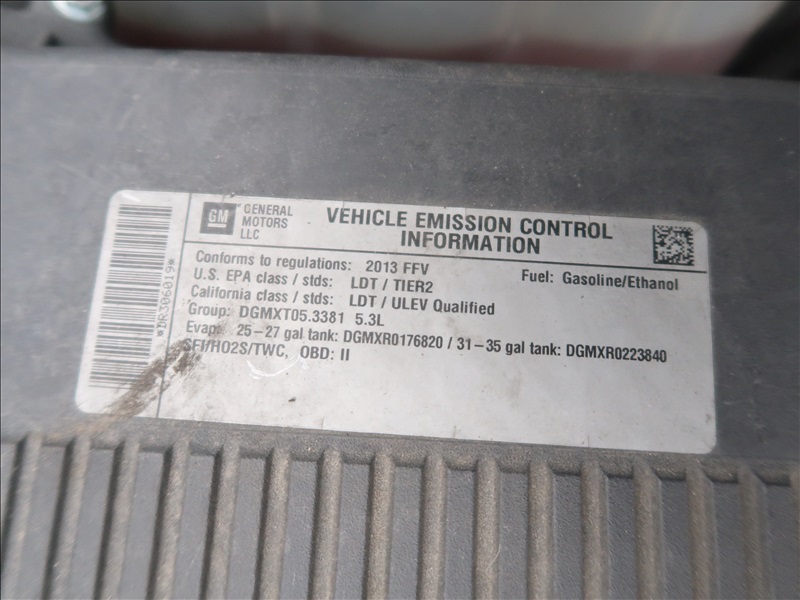 *DR306019*
GM
GENERAL
MOTORS
LLC
VEHICLE EMISSION CONTROL
INFORMATION
Conforms to regulations: 2013 FFV
Fuel: Gasoline/Ethanol
U.S. EPA class / stds: LDT / TIER2
California class / stds: LDT / ULEV Qualified
Group: DGMXT05.3381 5.3L
Evap: 25-27 gal tank: DGMXR0176820 / 31-35 gal tank: DGMXR0223840
SFI/HO2S/TWC, OBD: II